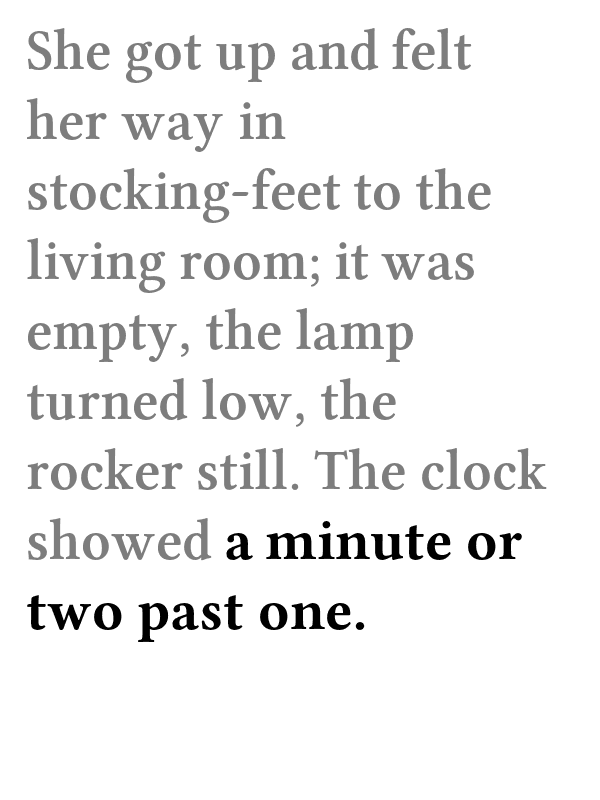 She got up and felt
her way in
stocking-feet to the
living room; it was
empty, the lamp
turned low, the
rocker still. The clock
showed a minute or
two past one.